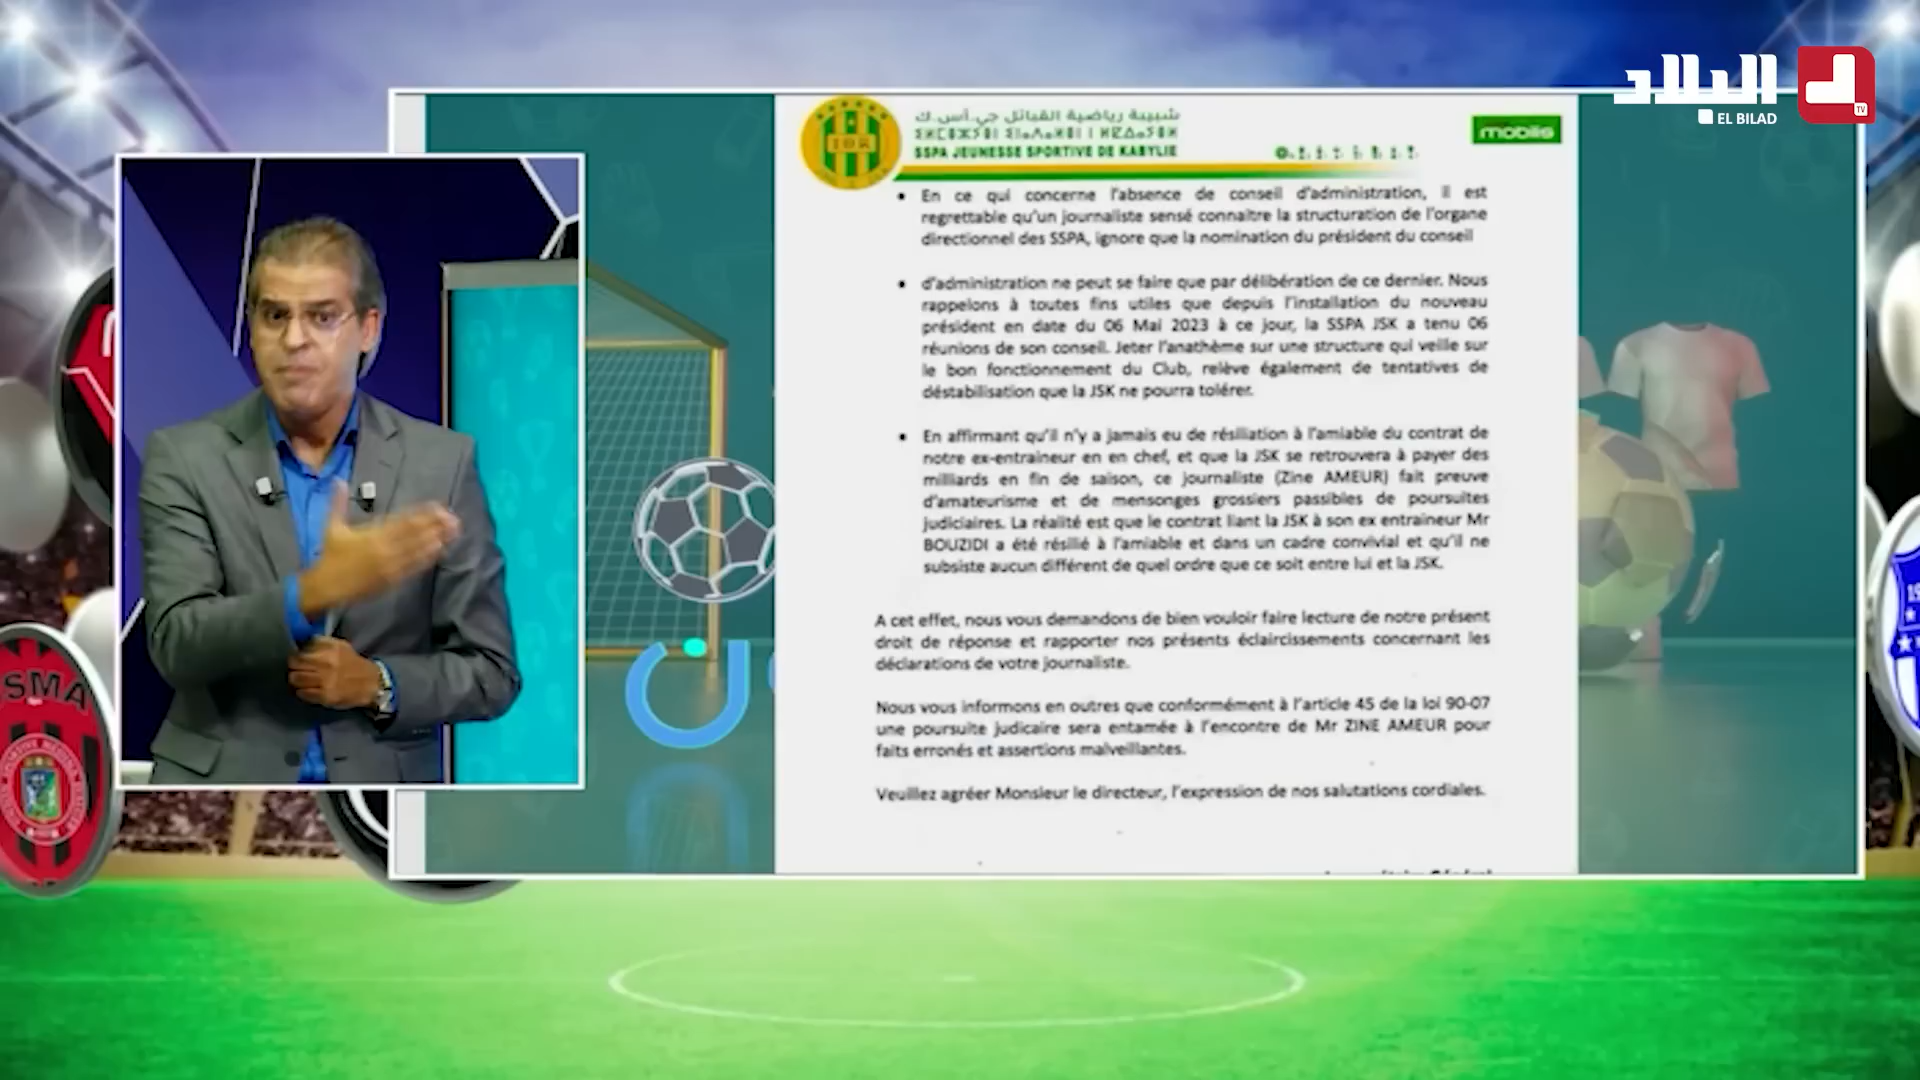 البلاد
EL BILAD
TV
شبيبة رياضية القبائل جي.أس.ك
SSPA JEUNESSE SPORTIVE DE KABYLIE
mobilis
• En ce qui concerne l'absence de conseil d'administration, il est
regrettable qu'un journaliste sensé connaitre la structuration de l'organe
directionnel des SSPA, ignore que la nomination du président du conseil
• d'administration ne peut se faire que par délibération de ce dernier. Nous
rappelons à toutes fins utiles que depuis l'installation du nouveau
président en date du 06 Mai 2023 à ce jour, la SSPA JSK a tenu 06
réunions de son conseil. Jeter l'anathème sur une structure qui veille sur
le bon fonctionnement du Club, relève également de tentatives de
déstabilisation que la JSK ne pourra tolérer.
• En affirmant qu'il n'y a jamais eu de résiliation à l'amiable du contrat de
notre ex-entraineur en en chef, et que la JSK se retrouvera à payer des
milliards en fin de saison, ce journaliste (Zine AMEUR) fait preuve
d'amateurisme et de mensonges grossiers passibles de poursuites
judiciaires. La réalité est que le contrat liant la JSK à son ex entraineur Mr
BOUZIDI a été résilié à l'amiable et dans un cadre convivial et qu'il ne
subsiste aucun différent de quel ordre que ce soit entre lui et la JSK.
A cet effet, nous vous demandons de bien vouloir faire lecture de notre présent
droit de réponse et rapporter nos présents éclaircissements concernant les
déclarations de votre journaliste.
Nous vous informons en outres que conformément à l'article 45 de la loi 90-07
une poursuite judicaire sera entamée à l'encontre de Mr ZINE AMEUR pour
faits erronés et assertions malveillantes.
Veuillez agréer Monsieur le directeur, l'expression de nos salutations cordiales.
USMA